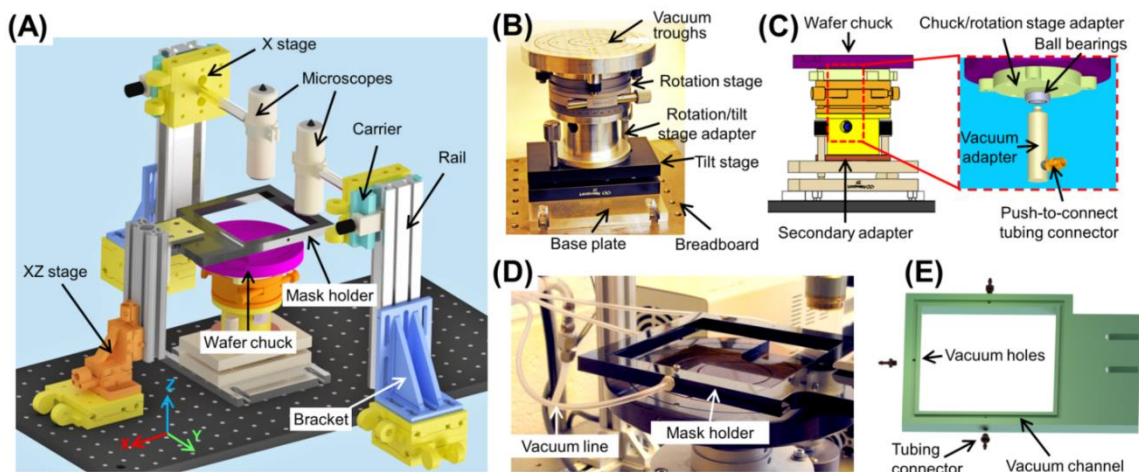 (A)
X stage
Microscopes
Carrier
Rail
XZ stage
Mask holder
Wafer chuck
Bracket
Z
X
Y
(B)
Vacuum
troughs
Rotation stage
Rotation/tilt
stage adapter
Tilt stage
Base plate
Breadboard
(C)
Wafer chuck
Chuck/rotation stage adapter
Ball bearings
Vacuum
adapter
Push-to-connect
tubing connector
Secondary adapter
(D)
Vacuum line
Mask holder
(E)
Vacuum holes
Tubing
connector
Vacuum channel